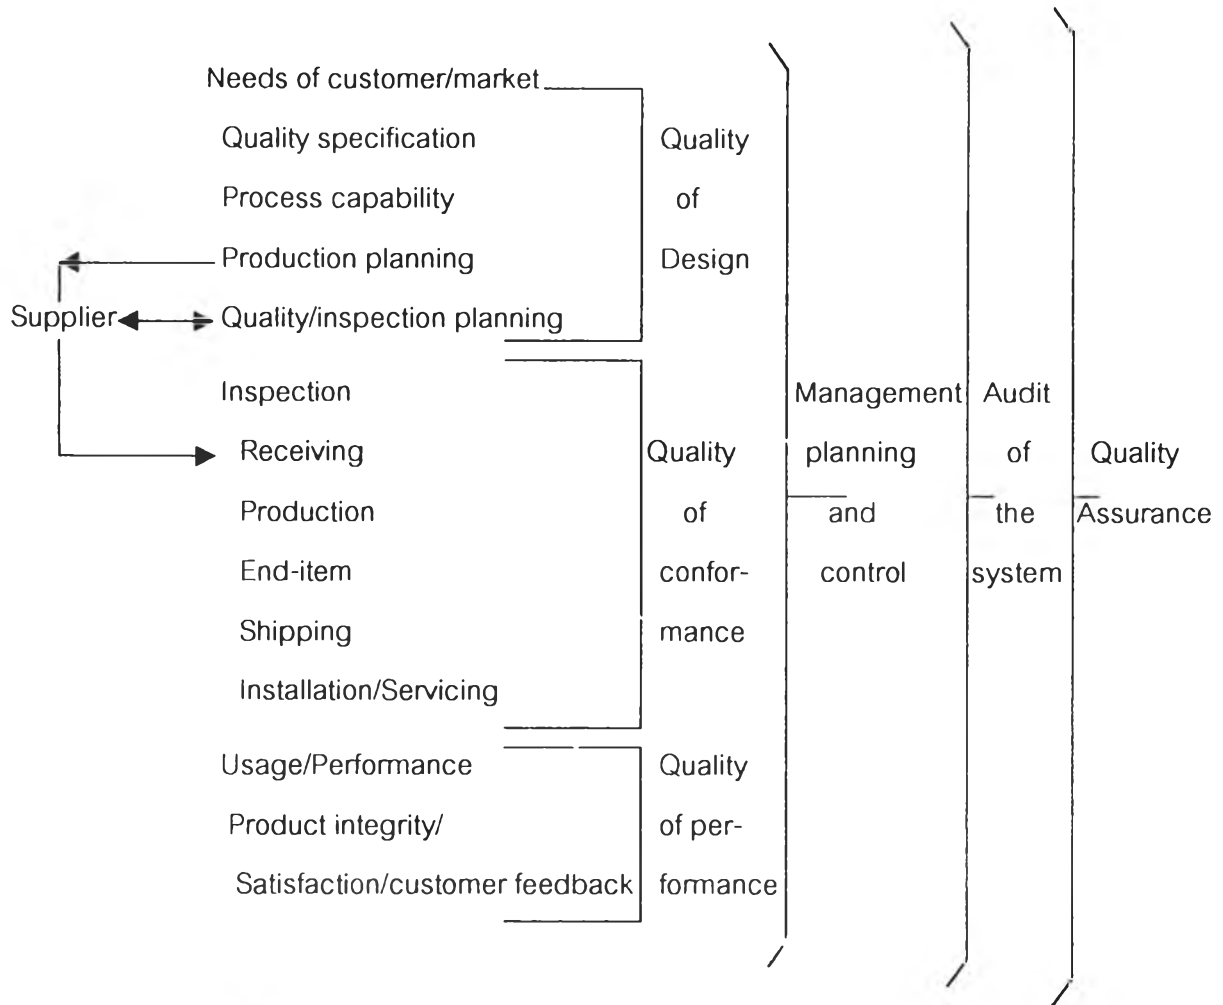 Needs of customer/market
Quality specification
Process capability
Production planning
Supplier
Quality/inspection planning
Quality
of
Design
Inspection
Receiving
Production
End-item
Shipping
Installation/Servicing
Quality
of
confor-
mance
Usage/Performance
Product integrity/
Satisfaction/customer feedback
Quality
of per-
formance
Management
planning
and
control
Audit
of
the
system
Quality
Assurance